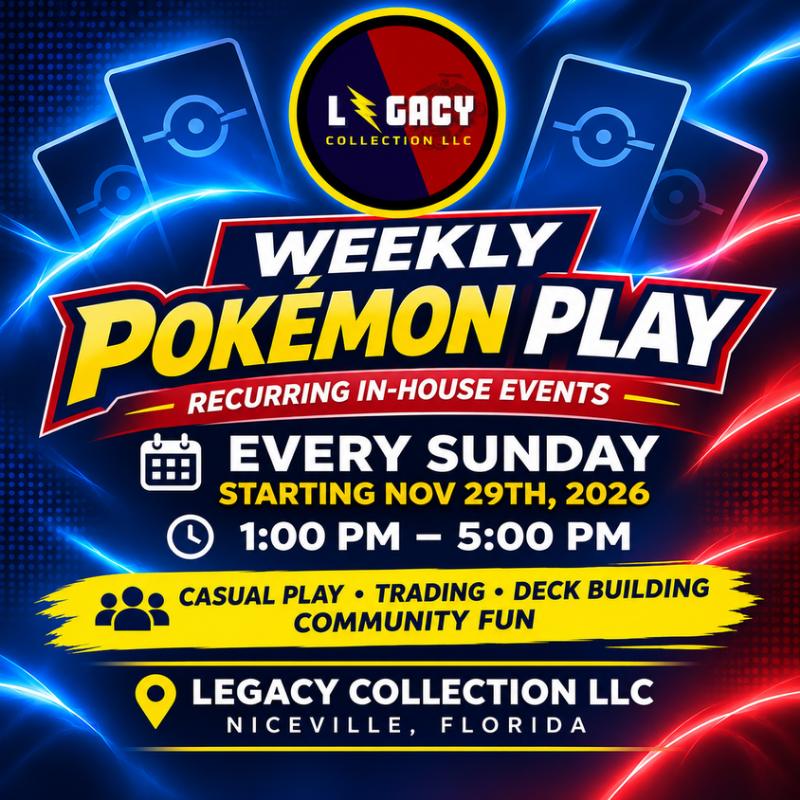 L GACY
COLLECTION LLC
WEEKLY
POKÉMON PLAY
RECURRING IN-HOUSE EVENTS
EVERY SUNDAY
STARTING NOV 29TH, 2026
1:00 PM – 5:00 PM
CASUAL PLAY • TRADING • DECK BUILDING
COMMUNITY FUN
LEGACY COLLECTION LLC
NICEVILLE, FLORIDA